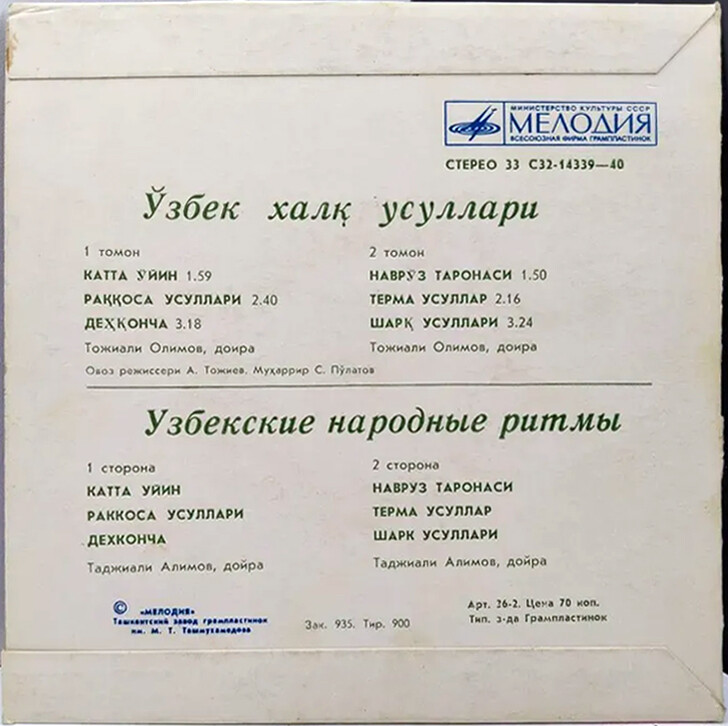 МИНИСТЕРСТВО КУЛЬТУРЫ СССР
МЕЛОДИЯ
ВСЕСОЮЗНАЯ ФИРМА ГРАМПЛАСТИНОК
СТЕРЕО 33 С32-14339—40
Ўзбек халқ усуллари
1 томон
КАТТА ЎЙИН 1.59
РАҚҚОСА УСУЛЛАРИ 2.40
ДЕҲҚОНЧА 3.18
Тожиали Олимов, доира
2 томон
НАВРЎЗ ТАРОНАСИ 1.50
ТЕРМА УСУЛЛАР 2.16
ШАРҚ УСУЛЛАРИ 3.24
Тожиали Олимов, доира
Овоз режиссери А. Тожиев. Муҳаррир С. Пўлатов
Узбекские народные ритмы
1 сторона
КАТТА УЙИН
РАККОСА УСУЛЛАРИ
ДЕХКОНЧА
Таджиали Алимов, дойра
2 сторона
НАВРУЗ ТАРОНАСИ
ТЕРМА УСУЛЛАР
ШАРК УСУЛЛАРИ
Таджиали Алимов, дойра
© «МЕЛОДИЯ»
Ташкентский завод грампластинок
им. М. Т. Ташмухамедова
Зак. 935. Тир. 900
Арт. 26-2. Цена 70 коп.
Тип. з-да Грампластинок